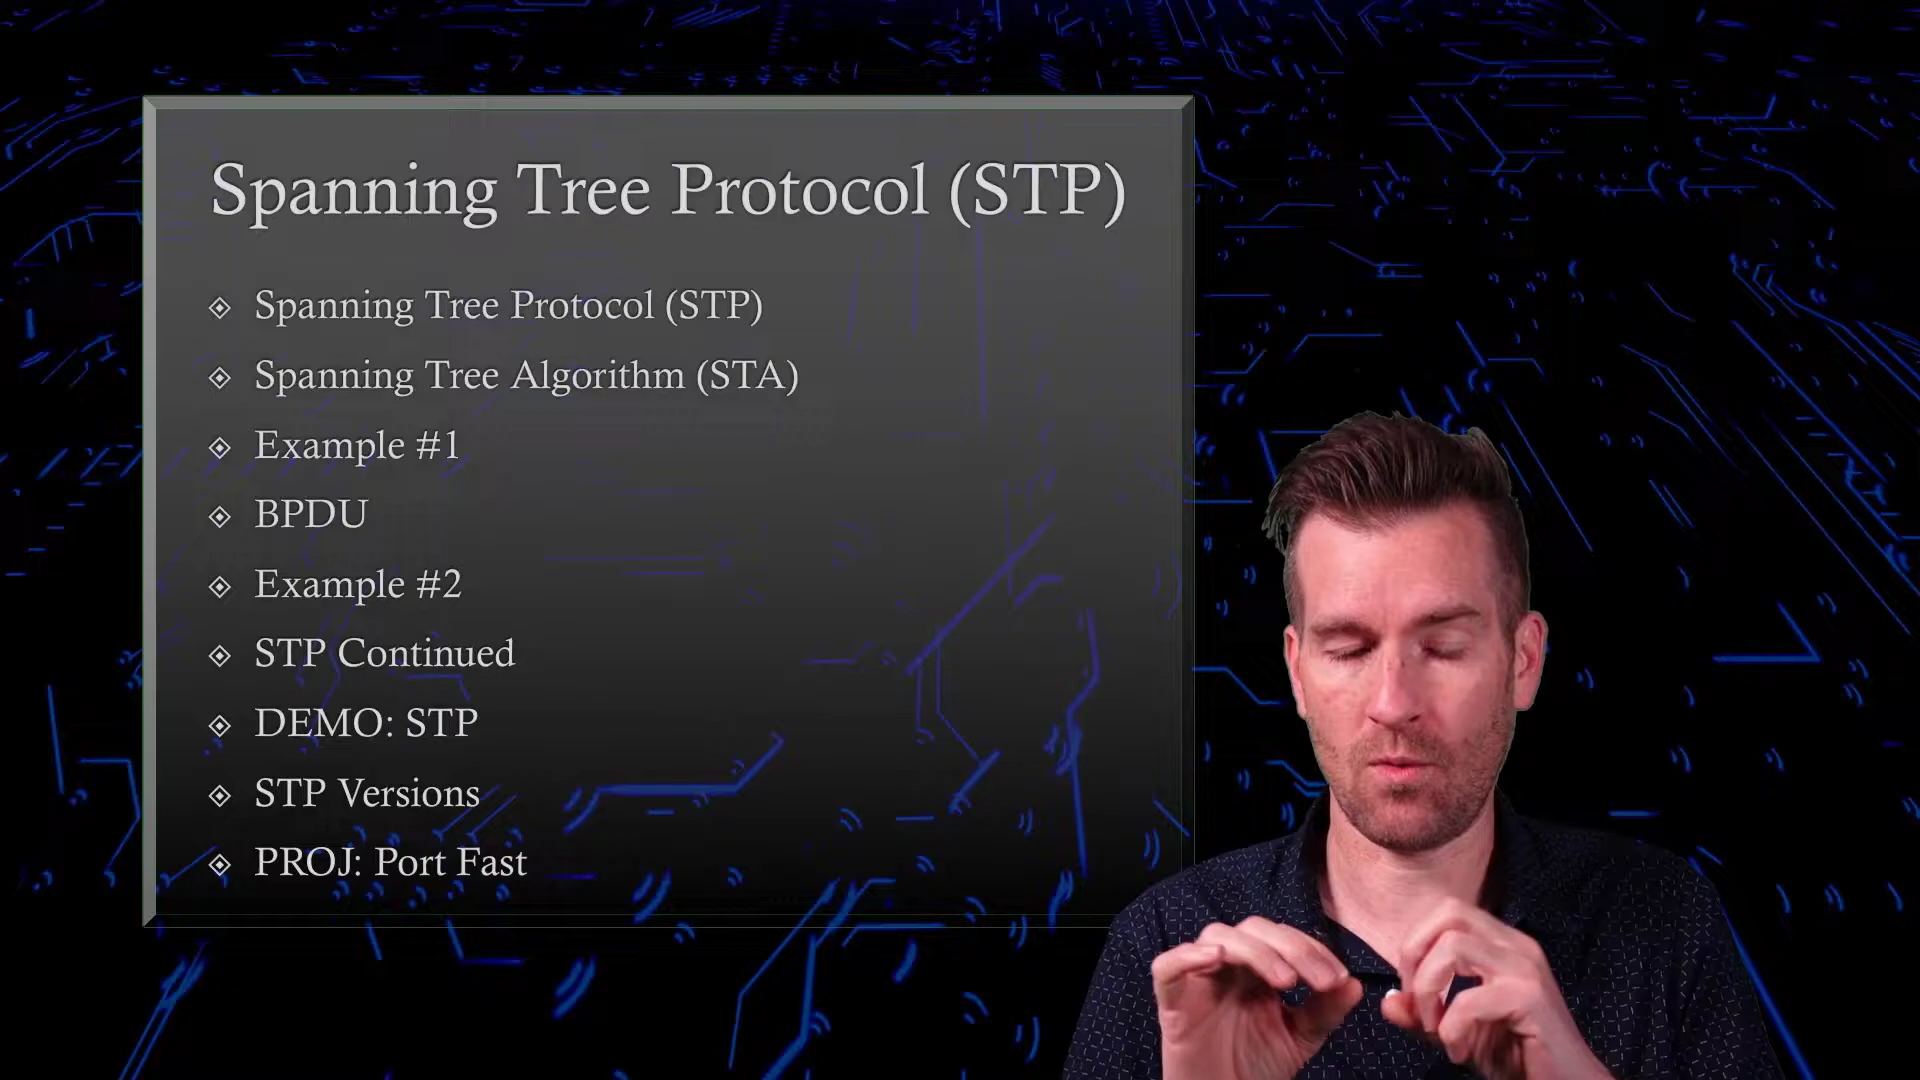 Spanning Tree Protocol (STP)
Spanning Tree Protocol (STP)
Spanning Tree Algorithm (STA)
Example #1
BPDU
Example #2
STP Continued
DEMO: STP
STP Versions
PROJ: Port Fast